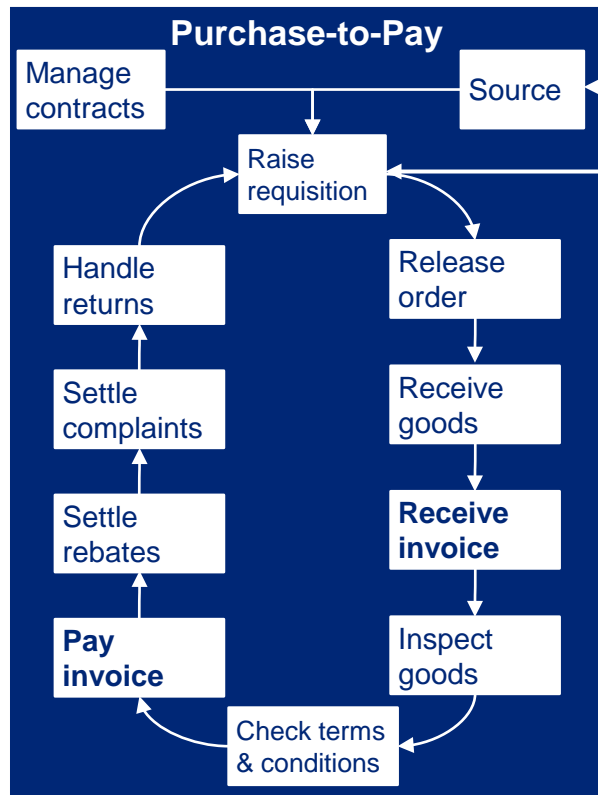 Purchase-to-Pay
Manage
contracts
Source
Raise
requisition
Release
order
Receive
goods
Receive
invoice
Inspect
goods
Check terms
& conditions
Pay
invoice
Settle
rebates
Settle
complaints
Handle
returns